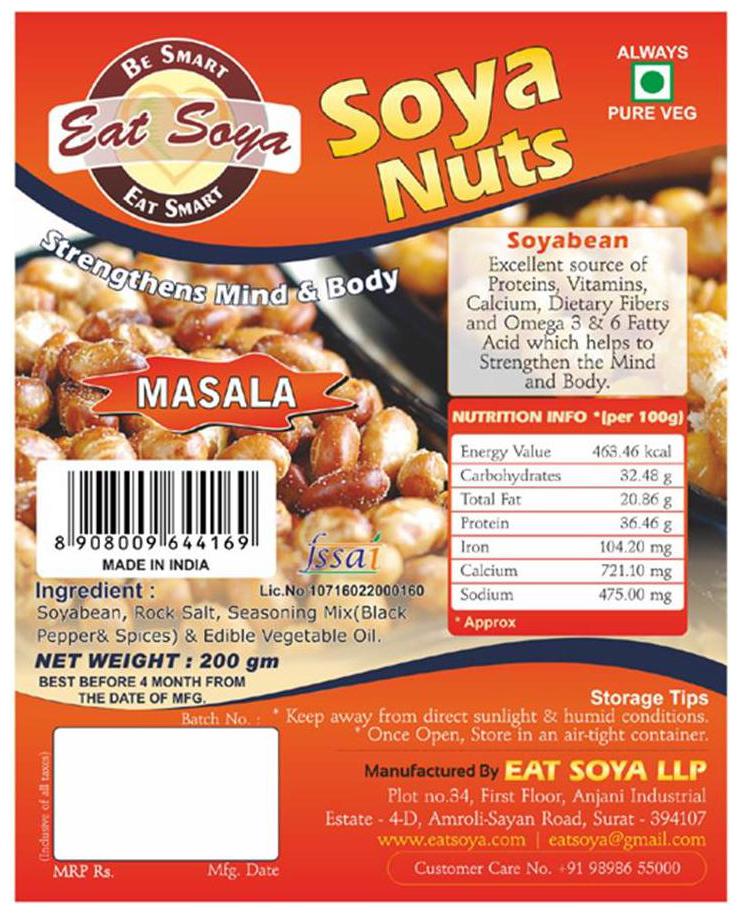 BE SMART
Eat Soya
EAT SMART
Soya
Nuts
ALWAYS
PURE VEG
Strengthens Mind & Body
MASALA
Soyabean
Excellent source of
Proteins, Vitamins,
Calcium, Dietary Fibers
and Omega 3 & 6 Fatty
Acid which helps to
Strengthen the Mind
and Body.
NUTRITION INFO *(per 100g)
Energy Value 463.46 kcal
Carbohydrates 32.48 g
Total Fat 20.86 g
Protein 36.46 g
Iron 104.20 mg
Calcium 721.10 mg
Sodium 475.00 mg
* Approx
8 908009 644169
MADE IN INDIA
fssai
Lic.No 10716022000160
Ingredient :
Soyabean, Rock Salt, Seasoning Mix(Black
Pepper& Spices) & Edible Vegetable Oil.
NET WEIGHT : 200 gm
BEST BEFORE 4 MONTH FROM
THE DATE OF MFG.
Batch No. :
(Inclusive of all taxes)
MRP Rs. Mfg. Date
Storage Tips
* Keep away from direct sunlight & humid conditions.
* Once Open, Store in an air-tight container.
Manufactured By EAT SOYA LLP
Plot no.34, First Floor, Anjani Industrial
Estate - 4-D, Amroli-Sayan Road, Surat - 394107
www.eatsoya.com | eatsoya@gmail.com
Customer Care No. +91 98986 55000